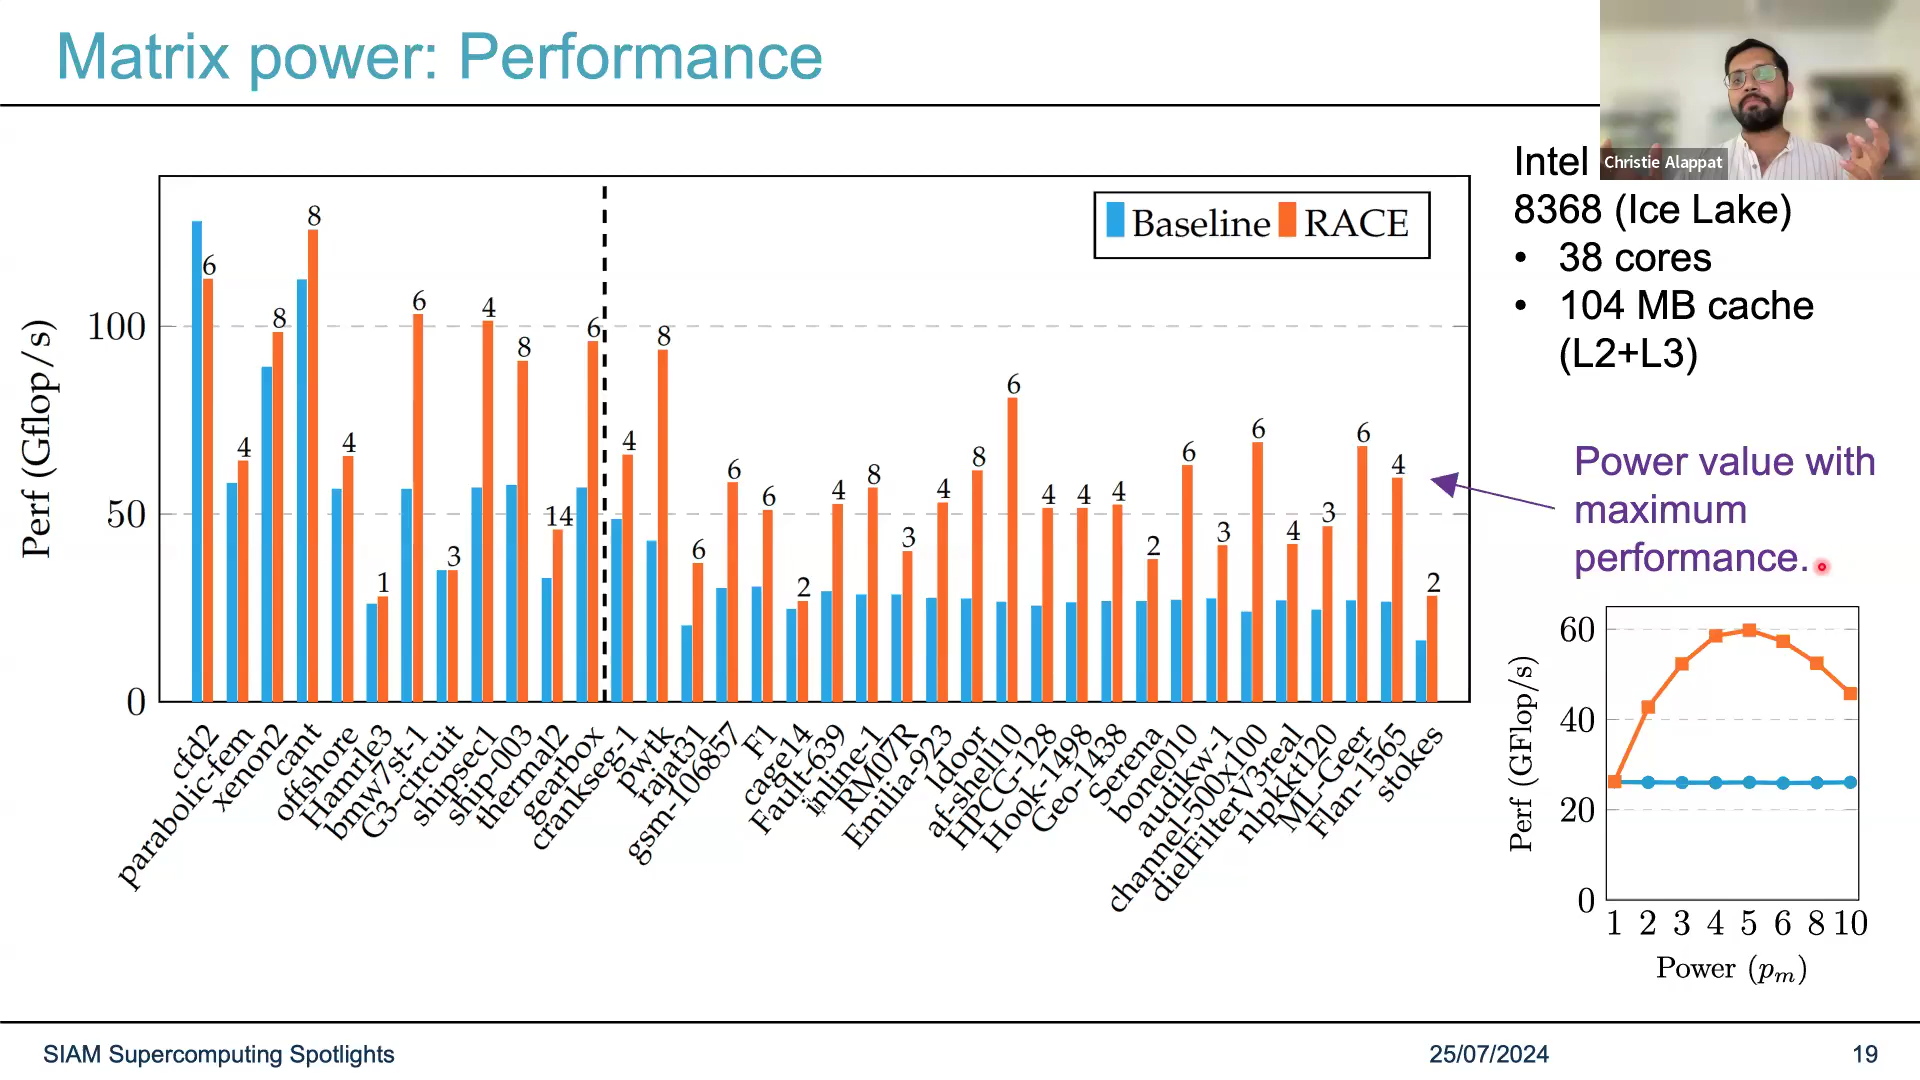 Matrix power: Performance
Christie Alappat
Intel
8368 (Ice Lake)
• 38 cores
• 104 MB cache
(L2+L3)
Power value with
maximum
performance.
Perf (Gflop/s)
100
50
0
Baseline RACE
6
4
8
8
4
1
6
3
4
8
14
6
4
8
6
6
6
2
4
8
3
4
8
6
4
4
4
2
6
3
6
4
3
6
4
2
cfd2
parabolic-fem
xenon2
cant
offshore
Hamrle3
bmw7st-1
G3-circuit
shipsec1
ship-003
thermal2
gearbox
crankseg-1
pwtk
rajat31
gsm-106857
F1
cage14
Fault-639
inline-1
RM07R
Emilia-923
ldoor
af-shell10
HPCG-128
Hook-1498
Geo-1438
Serena
bone010
audikw-1
channel-500x100
dielFilterV3real
nlpkkt120
ML-Geer
Flan-1565
stokes
Perf (GFlop/s)
60
40
20
0
1 2 3 4 5 6 8 10
Power (pm)
SIAM Supercomputing Spotlights
25/07/2024
19